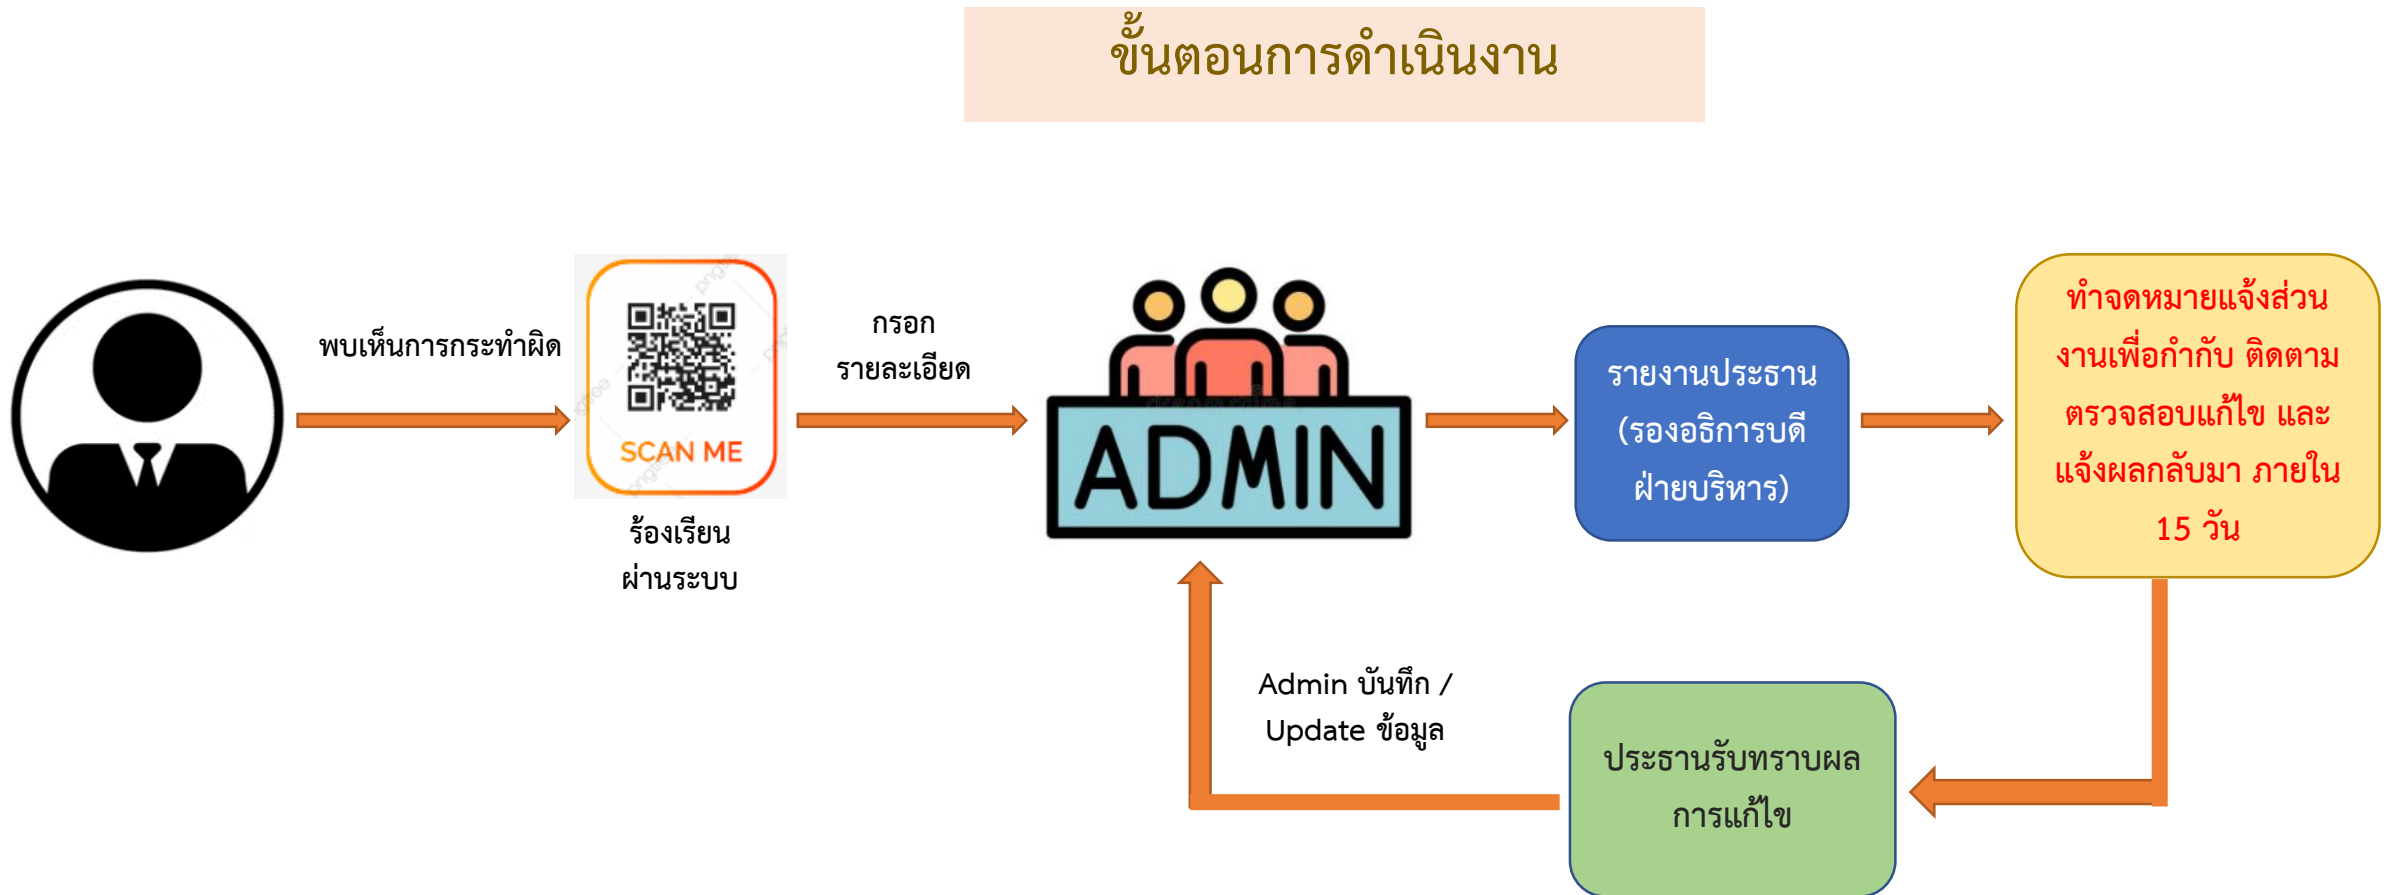 ขั้นตอนการดำเนินงาน
พบเห็นการกระทำผิด
SCAN ME
ร้องเรียน
ผ่านระบบ
กรอก
รายละเอียด
ADMIN
รายงานประธาน
(รองอธิการบดี
ฝ่ายบริหาร)
ทำจดหมายแจ้งส่วน
งานเพื่อกำกับ ติดตาม
ตรวจสอบแก้ไข และ
แจ้งผลกลับมา ภายใน
15 วัน
Admin บันทึก /
Update ข้อมูล
ประธานรับทราบผล
การแก้ไข